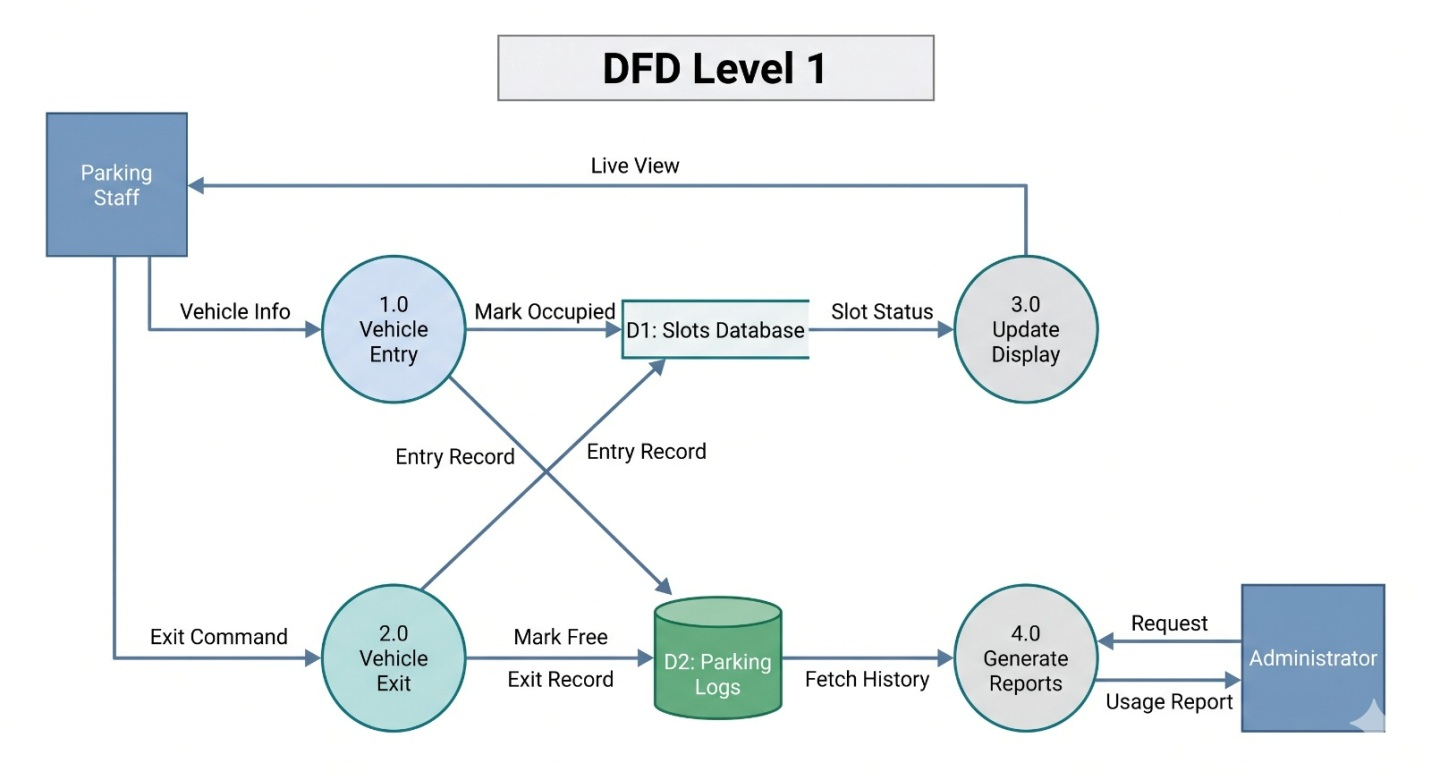 DFD Level 1
Parking
Staff
Live View
Vehicle Info
1.0
Vehicle
Entry
Mark Occupied
D1: Slots Database
Slot Status
3.0
Update
Display
Entry Record
Entry Record
Exit Command
2.0
Vehicle
Exit
Mark Free
Exit Record
D2: Parking
Logs
Fetch History
4.0
Generate
Reports
Request
Usage Report
Administrator